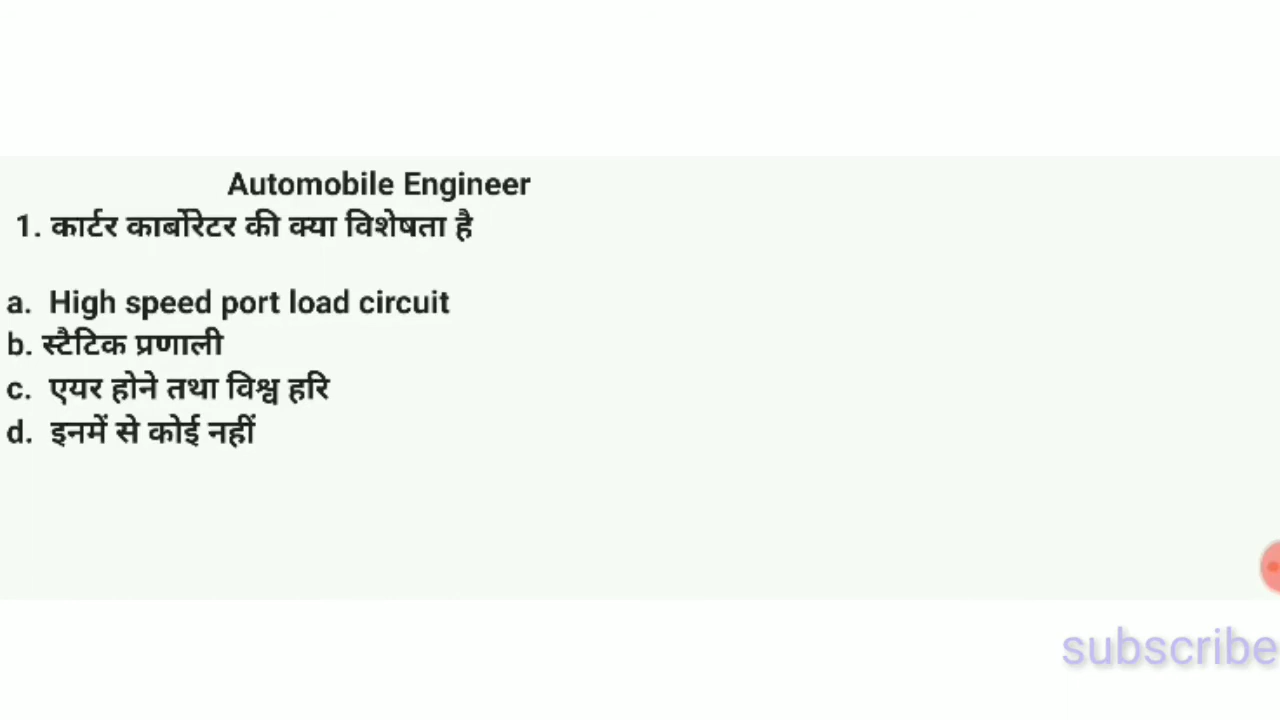 Automobile Engineer
1. कार्टर कार्बोरेटर की क्या विशेषता है
a. High speed port load circuit
b. स्टैटिक प्रणाली
c. एयर होने तथा विश्व हरि
d. इनमें से कोई नहीं
subscribe